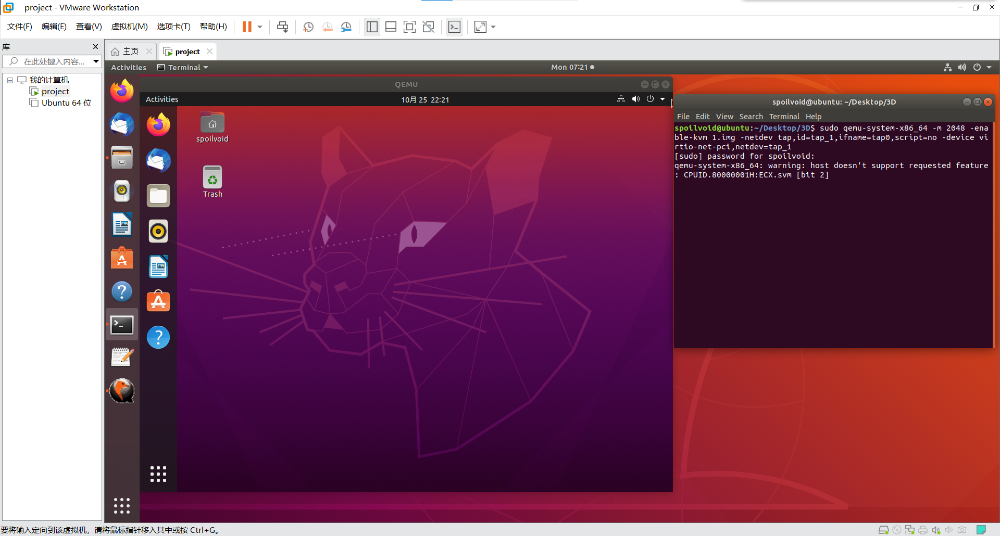 project - VMware Workstation
文件(F) 编辑(E) 查看(V) 虚拟机(M) 选项卡(T) 帮助(H)
库
在此处键入内容...
我的计算机
project
Ubuntu 64 位
主页 project
Activities Terminal Mon 07:21
QEMU
Activities 10月 25 22:21
spoilvoid
Trash
spoilvoid@ubuntu: ~/Desktop/3D
File Edit View Search Terminal Help
spoilvoid@ubuntu:~/Desktop/3D$ sudo qemu-system-x86_64 -m 2048 -ena
ble-kvm 1.img -netdev tap,id=tap_1,ifname=tap0,script=no -device vi
rtio-net-pci,netdev=tap_1
[sudo] password for spoilvoid:
qemu-system-x86_64: warning: host doesn't support requested feature
: CPUID.80000001H:ECX.svm [bit 2]
要将输入定向到该虚拟机，请将鼠标指针移入其中或按 Ctrl+G。